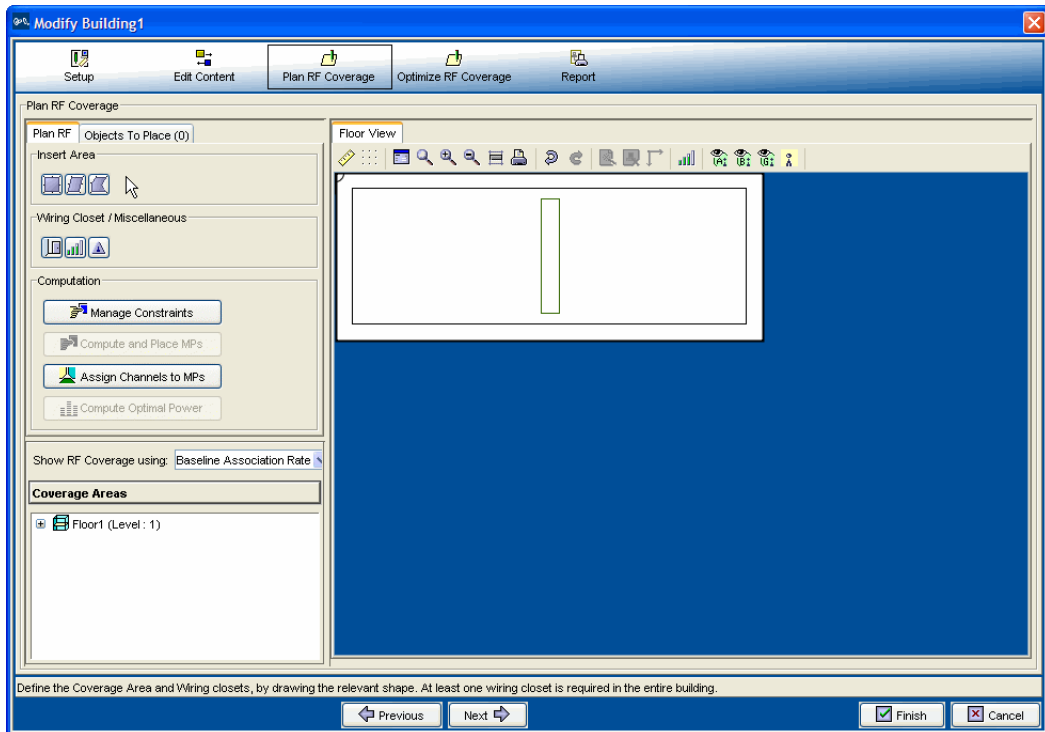 Modify Building1
Setup
Edit Content
Plan RF Coverage
Optimize RF Coverage
Report
Plan RF Coverage
Plan RF
Objects To Place (0)
Insert Area
Wiring Closet / Miscellaneous
Computation
Manage Constraints
Compute and Place MPs
Assign Channels to MPs
Compute Optimal Power
Show RF Coverage using: Baseline Association Rate
Coverage Areas
Floor1 (Level : 1)
Floor View
Define the Coverage Area and Wiring closets, by drawing the relevant shape. At least one wiring closet is required in the entire building.
Previous
Next
Finish
Cancel